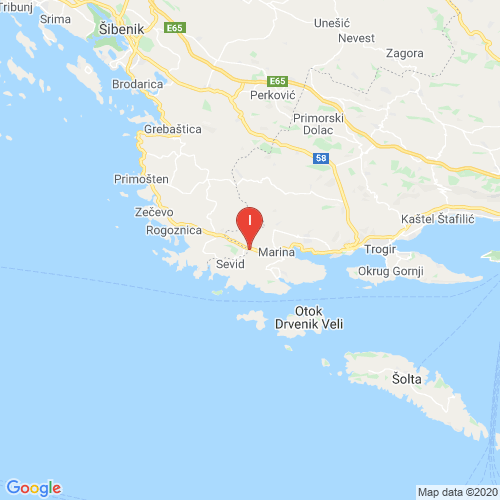 Tribunj
Srima
Šibenik
Unešić
Nevest
Zagora
E65
E65
Perković
Brodarica
Primorski
Dolac
Grebaštica
58
Primošten
Zečevo
Rogoznica
Kaštel Štafilić
I
Marina
Trogir
Sevid
Okrug Gornji
Otok
Drvenik Veli
Šolta
Google
Map data ©2020